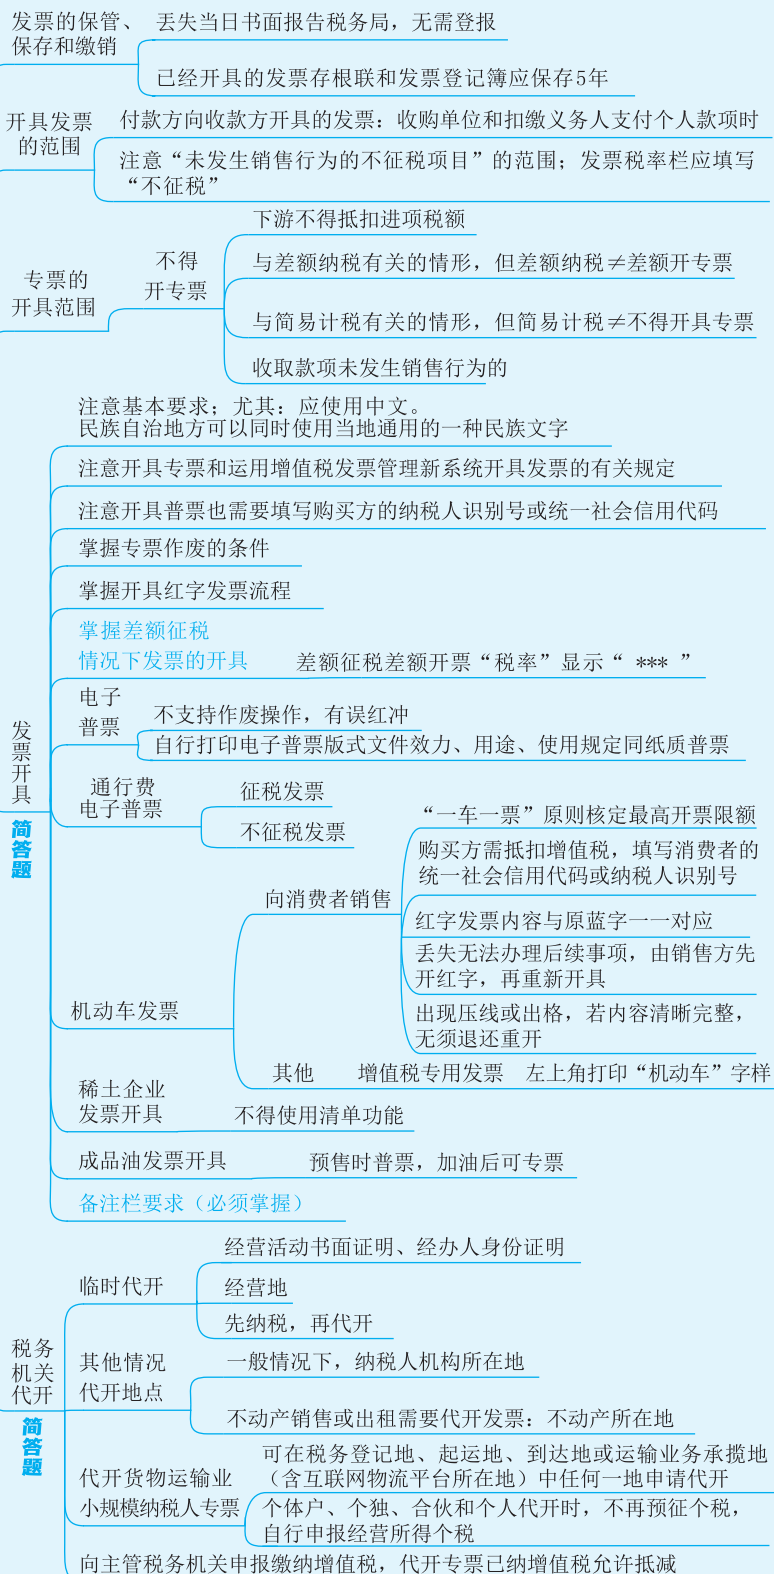 发票的保管、
保存和缴销
丢失当日书面报告税务局，无需登报
已经开具的发票存根联和发票登记簿应保存5年
开具发票
的范围
付款方向收款方开具的发票：收购单位和扣缴义务人支付个人款项时
注意“未发生销售行为的不征税项目”的范围；发票税率栏应填写
“不征税”
专票的
开具范围
不得
开专票
下游不得抵扣进项税额
与差额纳税有关的情形，但差额纳税≠差额开专票
与简易计税有关的情形，但简易计税≠不得开具专票
收取款项未发生销售行为的
发票开具
简答题
注意基本要求；尤其：应使用中文。
民族自治地方可以同时使用当地通用的一种民族文字
注意开具专票和运用增值税发票管理新系统开具发票的有关规定
注意开具普票也需要填写购买方的纳税人识别号或统一社会信用代码
掌握专票作废的条件
掌握开具红字发票流程
掌握差额征税
情况下发票的开具
差额征税差额开票“税率”显示“ *** ”
电子
普票
不支持作废操作，有误红冲
自行打印电子普票版式文件效力、用途、使用规定同纸质普票
通行费
电子普票
征税发票
不征税发票
机动车发票
向消费者销售
“一车一票”原则核定最高开票限额
购买方需抵扣增值税，填写消费者的
统一社会信用代码或纳税人识别号
红字发票内容与原蓝字一一对应
丢失无法办理后续事项，由销售方先
开红字，再重新开具
出现压线或出格，若内容清晰完整，
无须退还重开
其他
增值税专用发票
左上角打印“机动车”字样
稀土企业
发票开具
不得使用清单功能
成品油发票开具
预售时普票，加油后可专票
备注栏要求（必须掌握）
税务
机关
代开
简答题
临时代开
经营活动书面证明、经办人身份证明
经营地
先纳税，再代开
其他情况
代开地点
一般情况下，纳税人机构所在地
不动产销售或出租需要代开发票：不动产所在地
代开货物运输业
小规模纳税人专票
可在税务登记地、起运地、到达地或运输业务承揽地
（含互联网物流平台所在地）中任何一地申请代开
个体户、个独、合伙和个人代开时，不再预征个税，
自行申报经营所得个税
向主管税务机关申报缴纳增值税，代开专票已纳增值税允许抵减